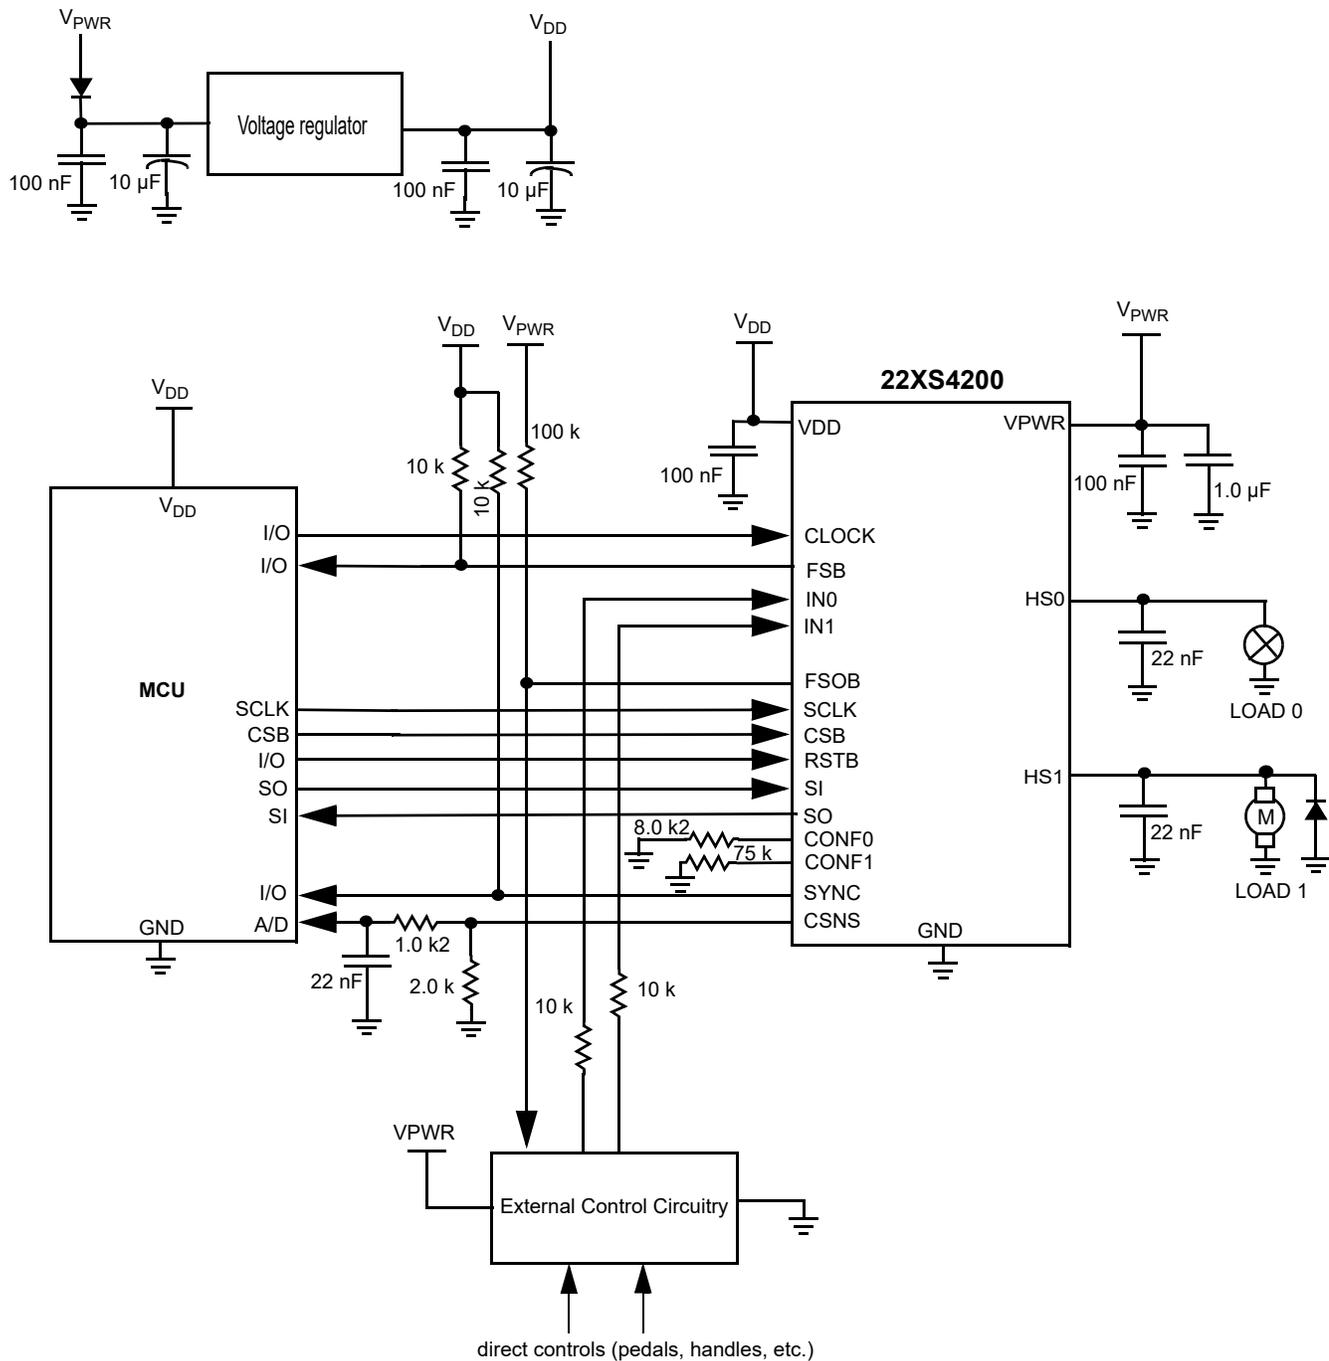 VPWR
VDD
Voltage regulator
100 nF
10 µF
100 nF
10 µF
VDD
VPWR
VDD
VPWR
22XS4200
VDD
VDD
VPWR
100 k
10 k
10 k
100 nF
100 nF
1.0 µF
VDD
I/O
CLOCK
I/O
FSB
IN0
HS0
IN1
22 nF
MCU
FSOB
LOAD 0
SCLK
SCLK
CSB
CSB
I/O
RSTB
HS1
SO
SI
SI
SO
M
22 nF
8.0 k2
CONF0
75 k
CONF1
LOAD 1
I/O
SYNC
GND
A/D
CSNS
GND
1.0 k2
22 nF
2.0 k
10 k
10 k
VPWR
External Control Circuitry
direct controls (pedals, handles, etc.)